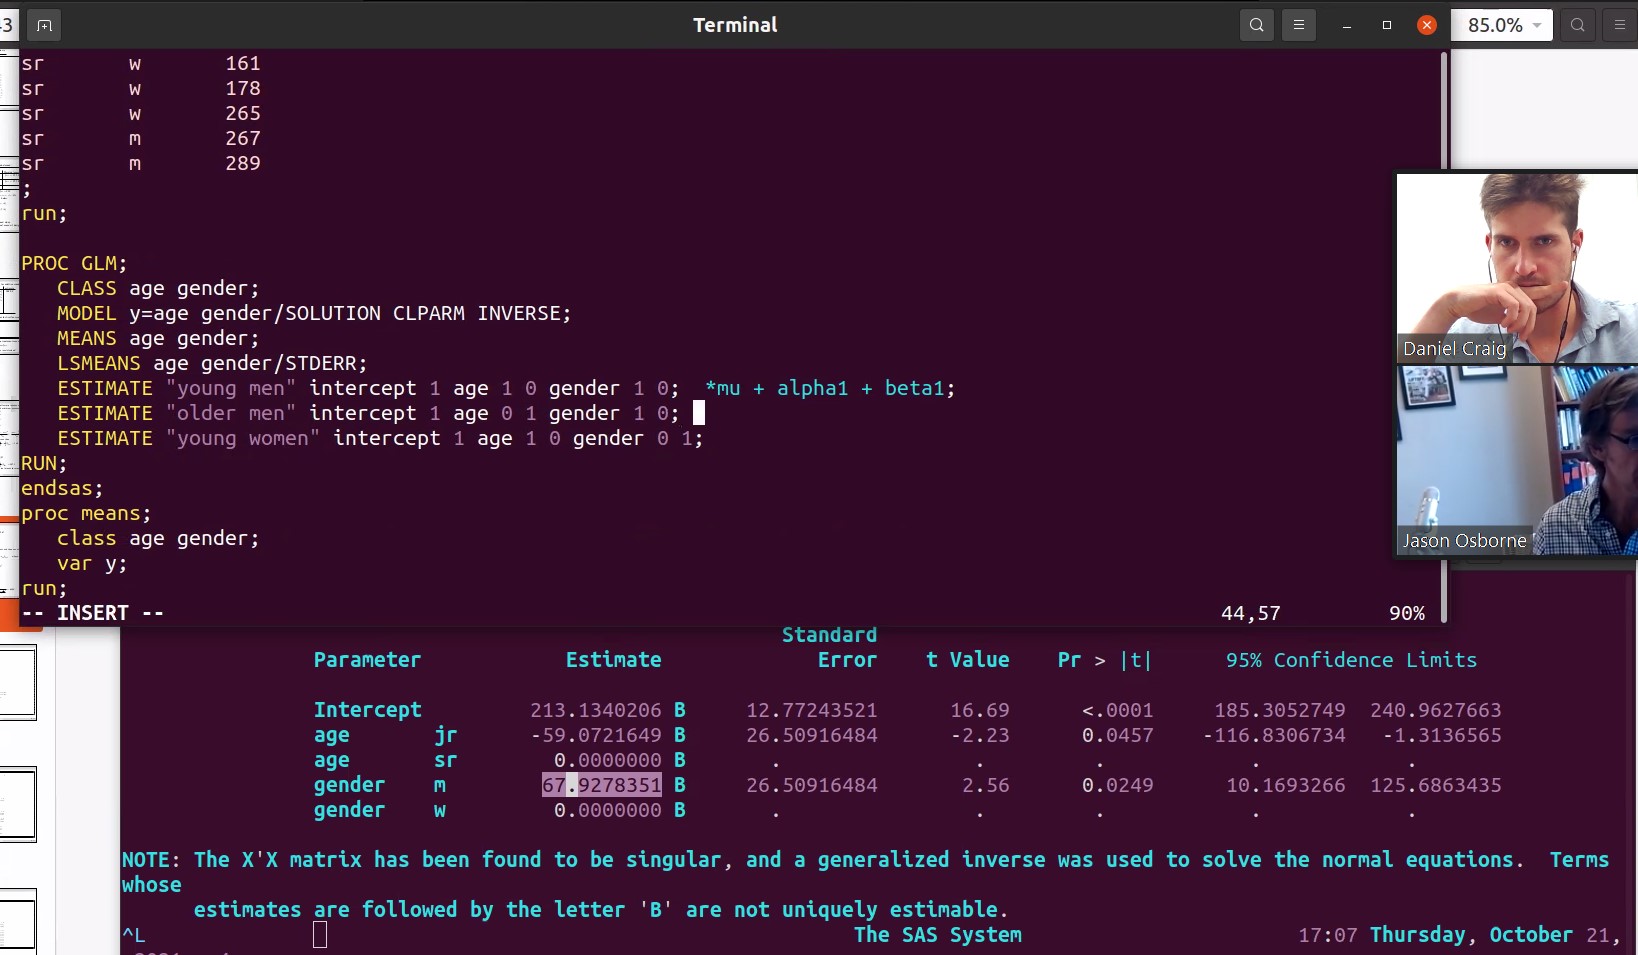 3
Terminal
85.0%
sr w 161
sr w 178
sr w 265
sr m 267
sr m 289
;
run;
PROC GLM;
CLASS age gender;
MODEL y=age gender/SOLUTION CLPARM INVERSE;
MEANS age gender;
LSMEANS age gender/STDERR;
ESTIMATE "young men" intercept 1 age 1 0 gender 1 0; *mu + alpha1 + beta1;
ESTIMATE "older men" intercept 1 age 0 1 gender 1 0;
ESTIMATE "young women" intercept 1 age 1 0 gender 0 1;
RUN;
endsas;
proc means;
class age gender;
var y;
run;
-- INSERT -- 44,57 90%
Daniel Craig
Jason Osborne
Standard
Parameter Estimate Error t Value Pr > |t| 95% Confidence Limits
Intercept 213.1340206 B 12.77243521 16.69 <.0001 185.3052749 240.9627663
age jr -59.0721649 B 26.50916484 -2.23 0.0457 -116.8306734 -1.3136565
age sr 0.0000000 B . . . . .
gender m 67.9278351 B 26.50916484 2.56 0.0249 10.1693266 125.6863435
gender w 0.0000000 B . . . . .
NOTE: The X'X matrix has been found to be singular, and a generalized inverse was used to solve the normal equations. Terms
whose
estimates are followed by the letter 'B' are not uniquely estimable.
^L The SAS System 17:07 Thursday, October 21,